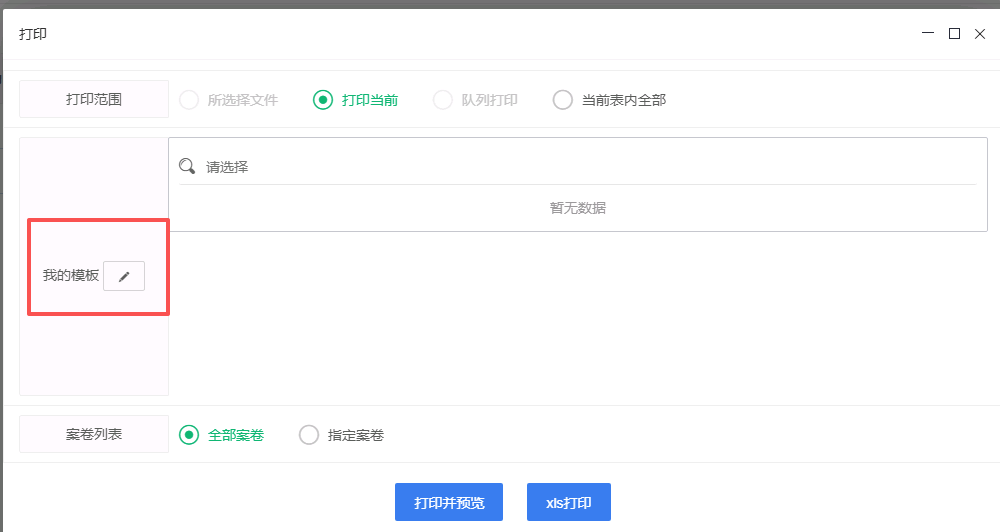 打印
打印范围 所选择文件 打印当前 队列打印 当前表内全部
请选择
暂无数据
我的模板
案卷列表 全部案卷 指定案卷
打印并预览 xls打印